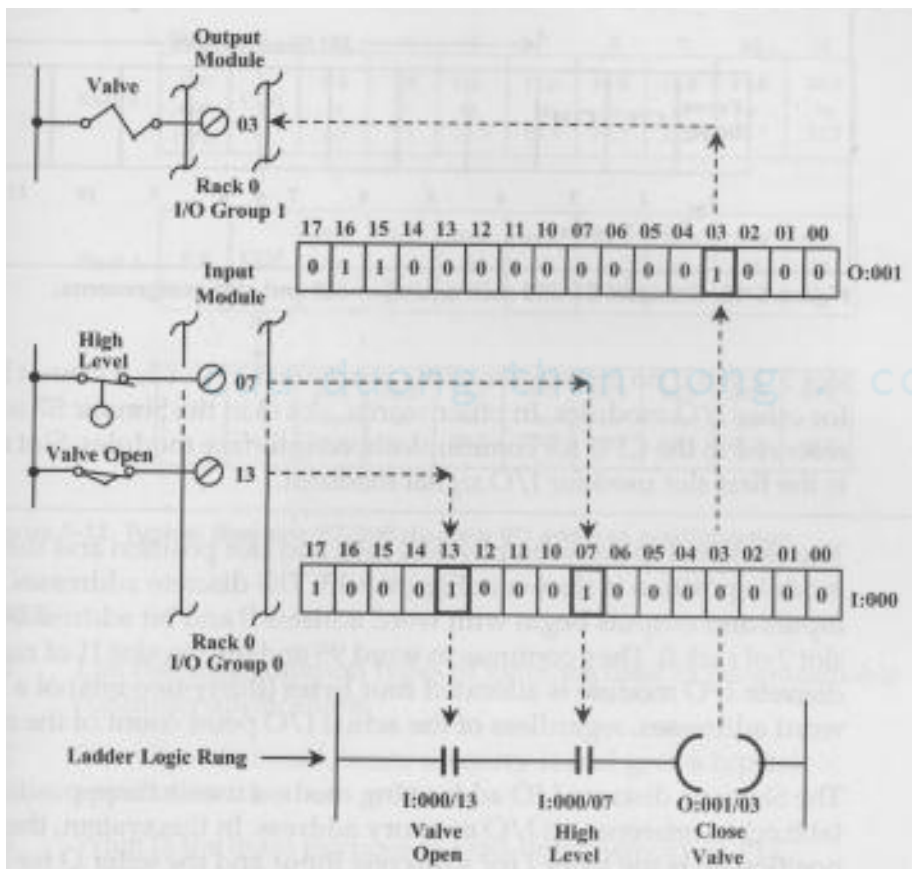 Output
Module
Valve
03
Rack 0
I/O Group 1
17 16 15 14 13 12 11 10 07 06 05 04 03 02 01 00
0 1 1 0 0 0 0 0 0 0 0 0 1 0 0 0 O:001
Input
Module
High
Level
07
duong than cong . co
Valve Open
13
17 16 15 14 13 12 11 10 07 06 05 04 03 02 01 00
1 0 0 0 1 0 0 0 1 0 0 0 0 0 0 0 I:000
Rack 0
I/O Group 0
Ladder Logic Rung
I:000/13 I:000/07 O:001/03
Valve High Close
Open Level Valve